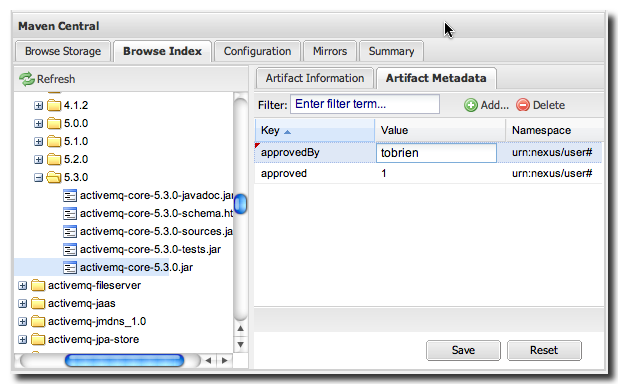 Maven Central
Browse Storage Browse Index Configuration Mirrors Summary
Refresh
4.1.2
5.0.0
5.1.0
5.2.0
5.3.0
activemq-core-5.3.0-javadoc.jar
activemq-core-5.3.0-schema.ht
activemq-core-5.3.0-sources.ja
activemq-core-5.3.0-tests.jar
activemq-core-5.3.0.jar
activemq-fileserver
activemq-jaas
activemq-jmdns_1.0
activemq-jpa-store
Artifact Information Artifact Metadata
Filter: Enter filter term... Add... Delete
Key Value Namespace
approvedBy tobrien urn:nexus/user#
approved 1 urn:nexus/user#
Save Reset